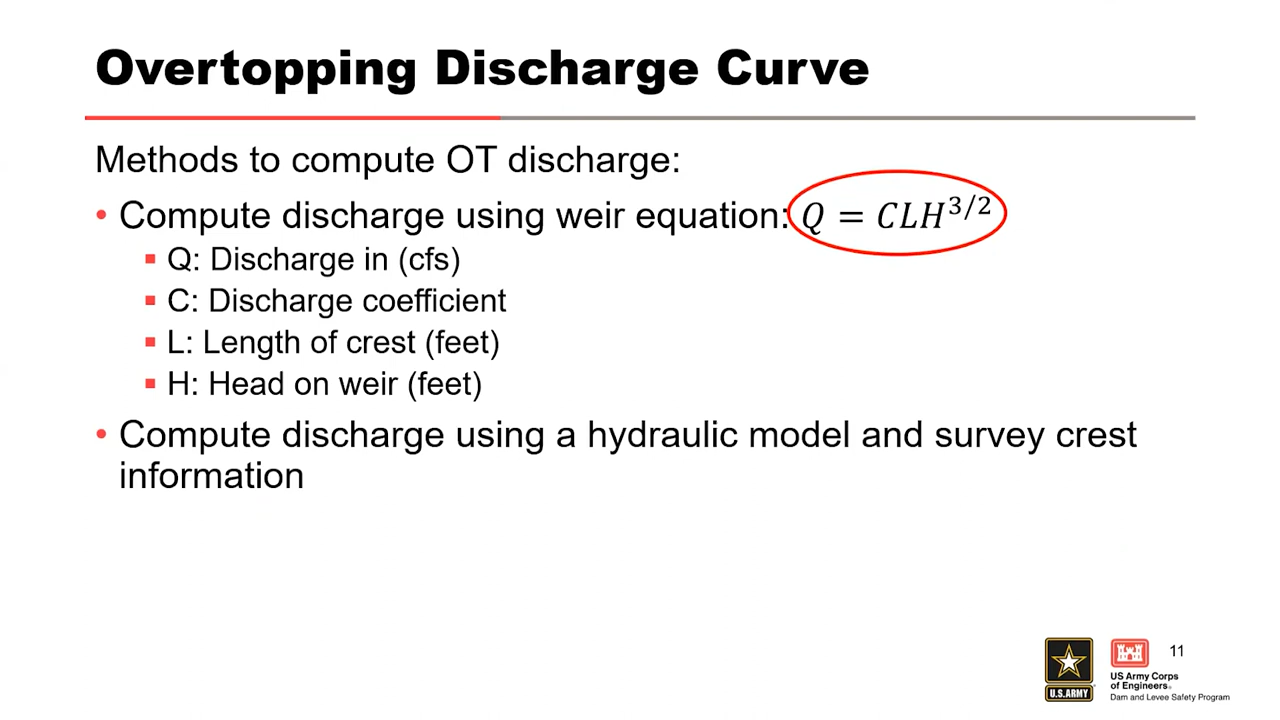 Overtopping Discharge Curve
Methods to compute OT discharge:
• Compute discharge using weir equation: Q = CLH^{3/2}
▪ Q: Discharge in (cfs)
▪ C: Discharge coefficient
▪ L: Length of crest (feet)
▪ H: Head on weir (feet)
• Compute discharge using a hydraulic model and survey crest
information
U.S.ARMY
US Army Corps
of Engineers®
Dam and Levee Safety Program
11